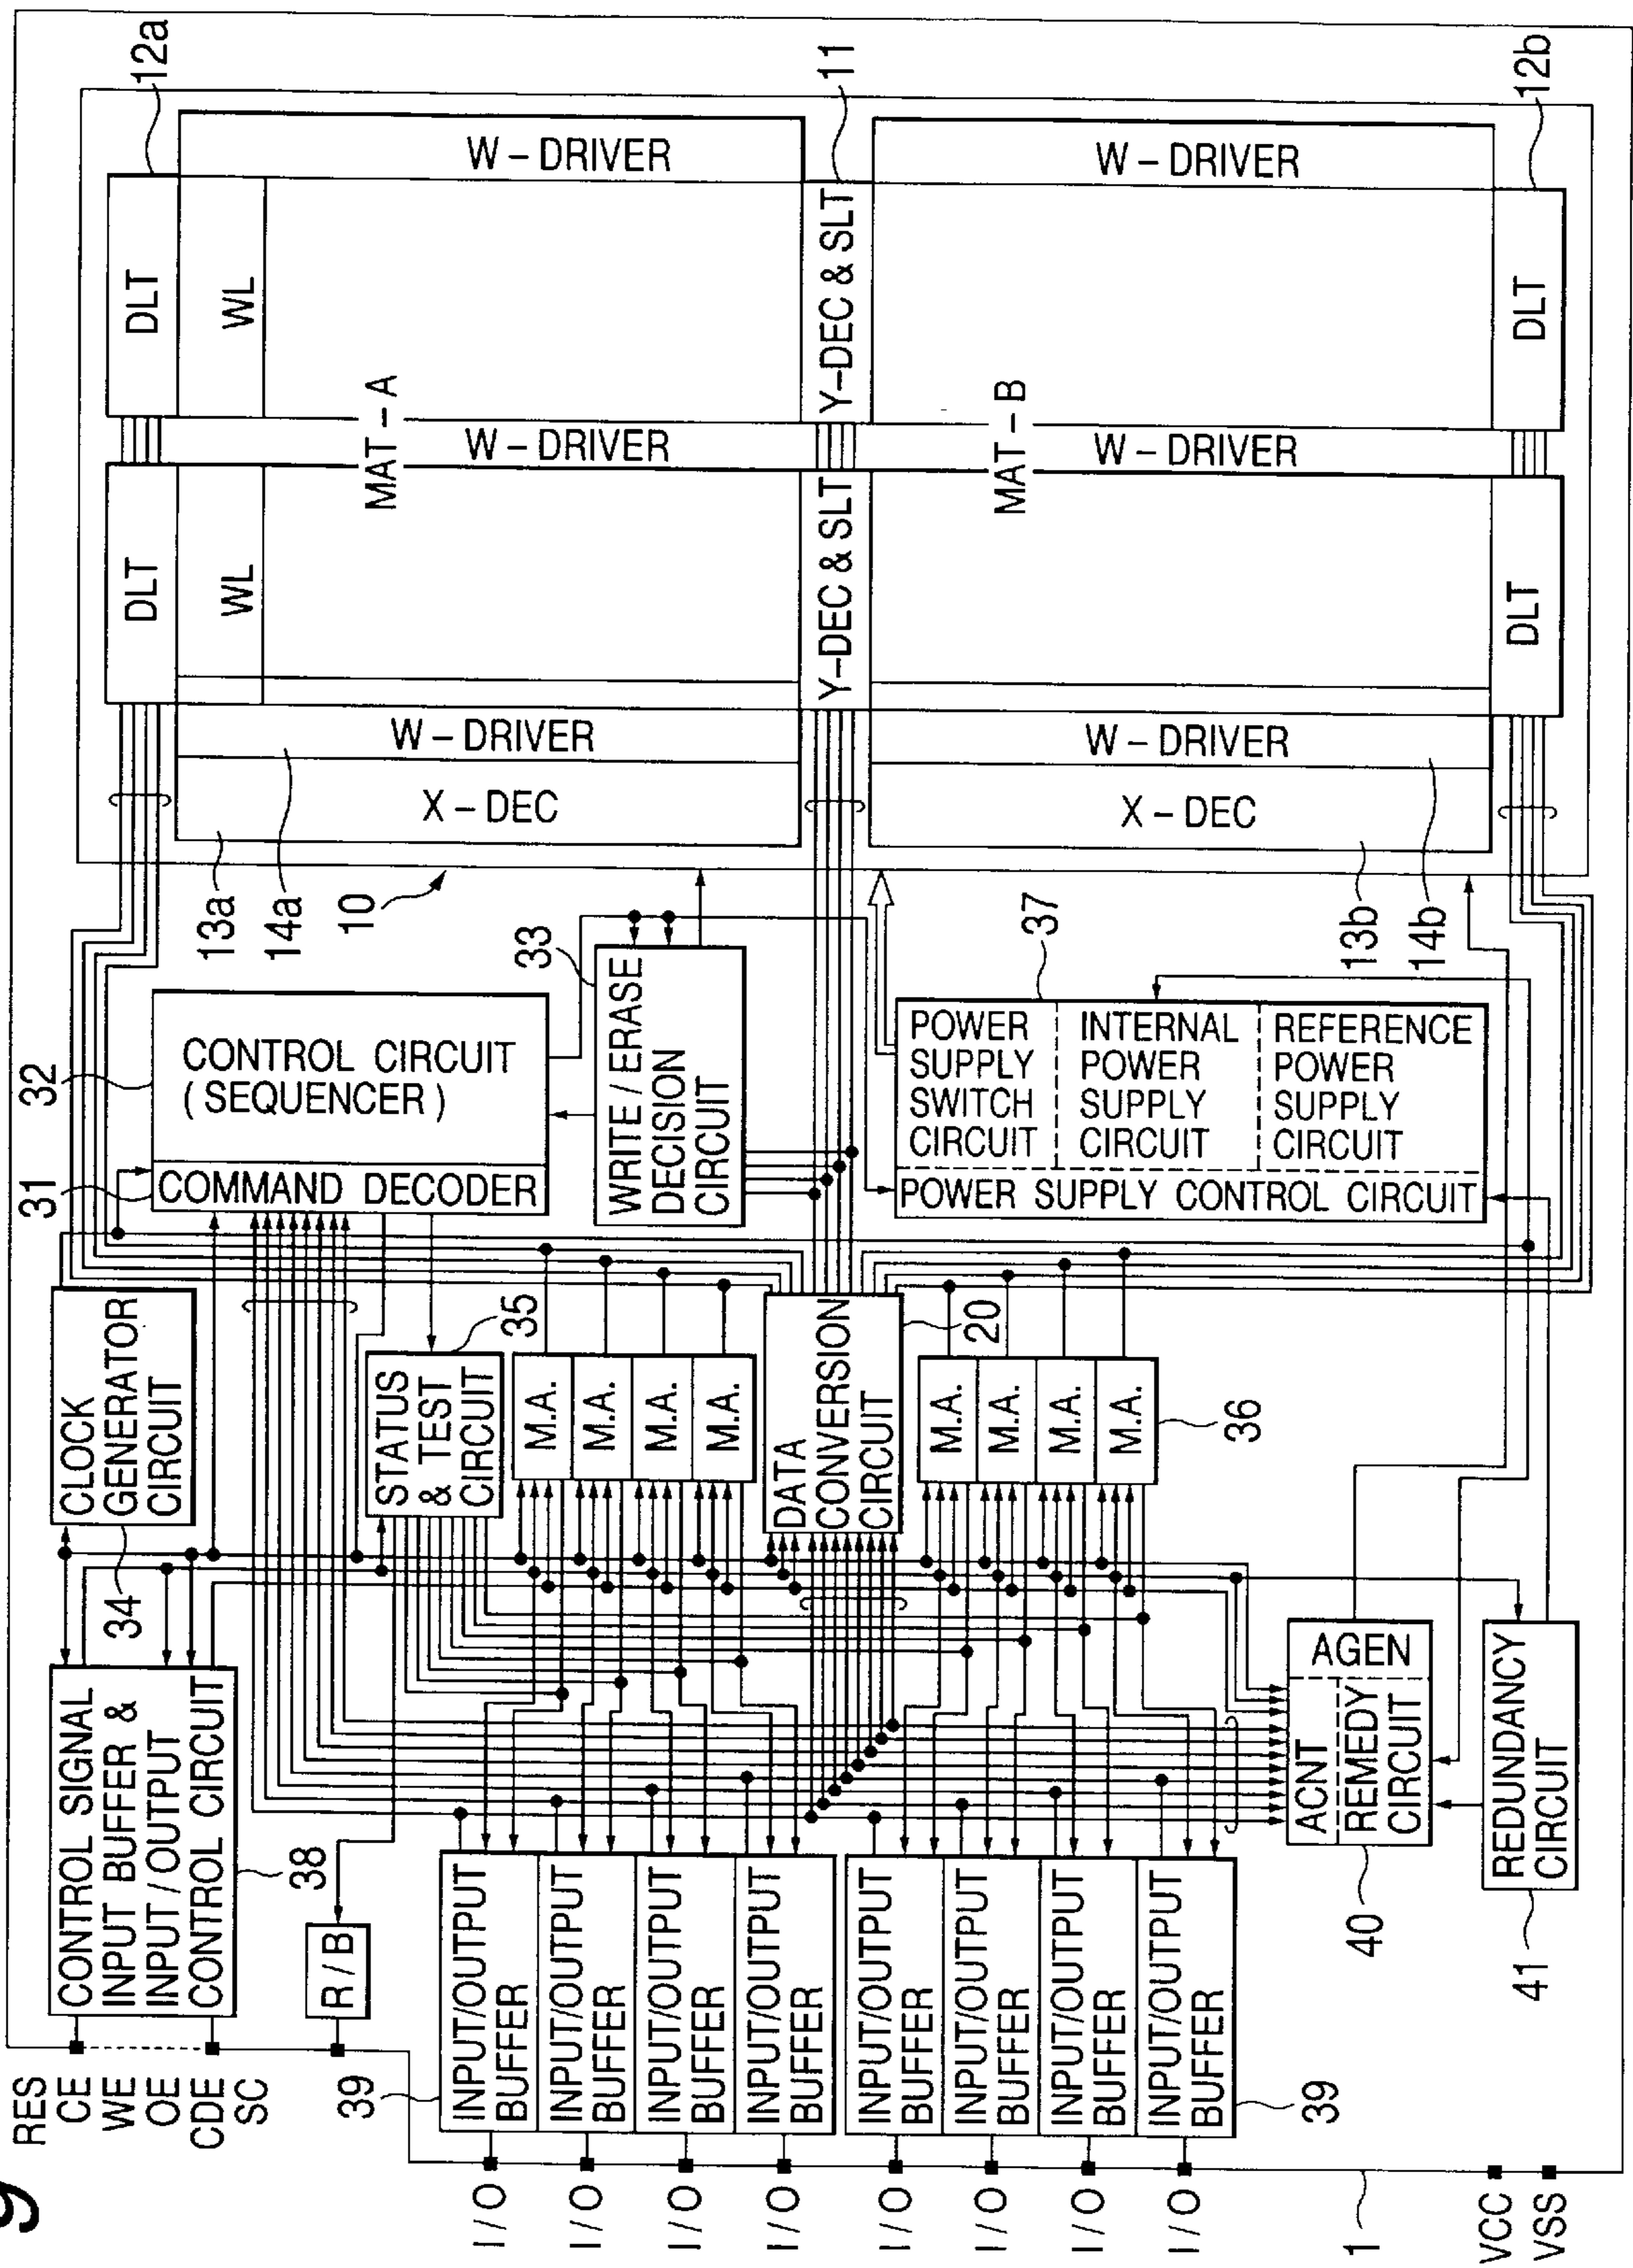 9
RES
CE
WE
OE
CDE
SC
CONTROL SIGNAL
INPUT BUFFER &
INPUT/OUTPUT
CONTROL CIRCUIT
38
34
CLOCK
GENERATOR
CIRCUIT
31
32
CONTROL CIRCUIT
(SEQUENCER)
COMMAND DECODER
13a
14a
10
12a
DLT
DLT
WL
WL
X-DEC
W-DRIVER
W-DRIVER
W-DRIVER
MAT-A
11
Y-DEC & SLT
Y-DEC & SLT
R/B
STATUS
& TEST
CIRCUIT
35
33
WRITE/ERASE
DECISION
CIRCUIT
39
I/O
I/O
I/O
I/O
INPUT/OUTPUT
BUFFER
INPUT/OUTPUT
BUFFER
INPUT/OUTPUT
BUFFER
INPUT/OUTPUT
BUFFER
M.A.
M.A.
M.A.
M.A.
DATA
CONVERSION
CIRCUIT
20
I/O
I/O
I/O
I/O
INPUT/OUTPUT
BUFFER
INPUT/OUTPUT
BUFFER
INPUT/OUTPUT
BUFFER
INPUT/OUTPUT
BUFFER
39
M.A.
M.A.
M.A.
M.A.
36
37
POWER
SUPPLY
SWITCH
CIRCUIT
INTERNAL
POWER
SUPPLY
CIRCUIT
REFERENCE
POWER
SUPPLY
CIRCUIT
POWER SUPPLY CONTROL CIRCUIT
MAT-B
X-DEC
W-DRIVER
W-DRIVER
W-DRIVER
13b
14b
DLT
DLT
12b
ACNT
AGEN
REMEDY
CIRCUIT
40
REDUNDANCY
CIRCUIT
41
1
VCC
VSS